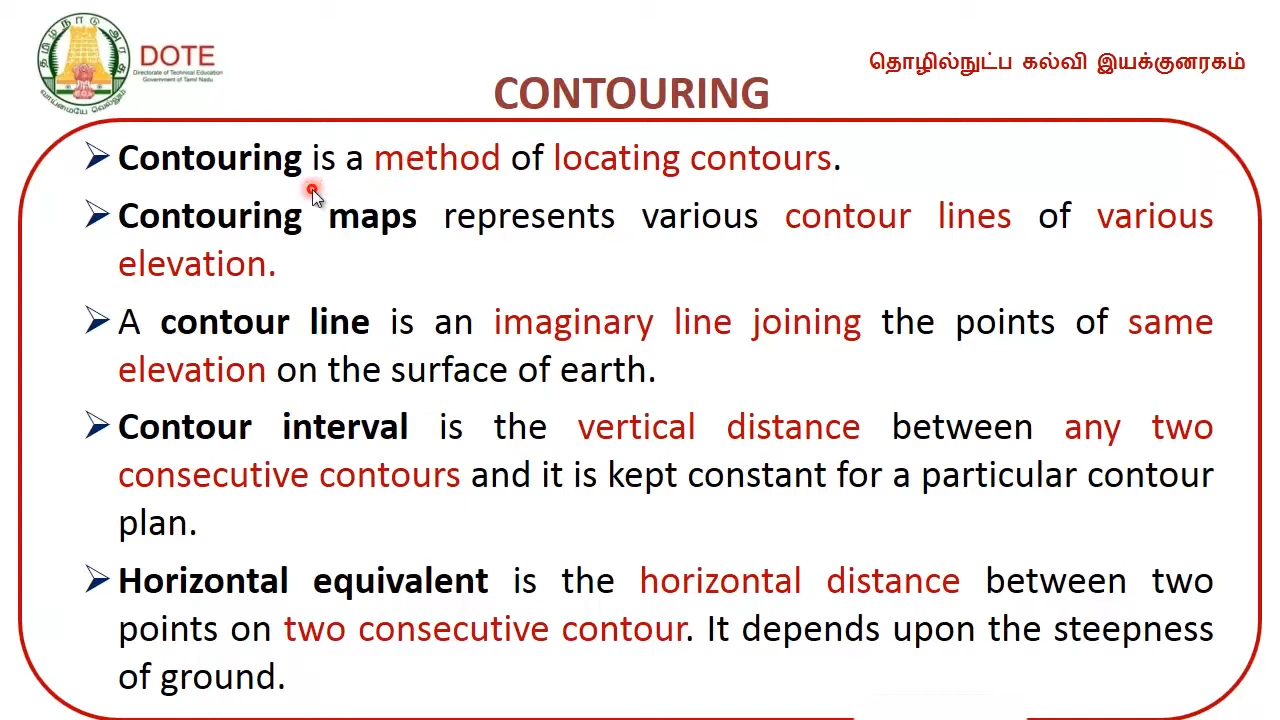 தமிழ்நாடு அரசு
வாய்மையே வெல்லும்
DOTE
Directorate of Technical Education
Government of Tamil Nadu
தொழில்நுட்ப கல்வி இயக்குனரகம்
CONTOURING
➢ Contouring is a method of locating contours.
➢ Contouring maps represents various contour lines of various
elevation.
➢ A contour line is an imaginary line joining the points of same
elevation on the surface of earth.
➢ Contour interval is the vertical distance between any two
consecutive contours and it is kept constant for a particular contour
plan.
➢ Horizontal equivalent is the horizontal distance between two
points on two consecutive contour. It depends upon the steepness
of ground.